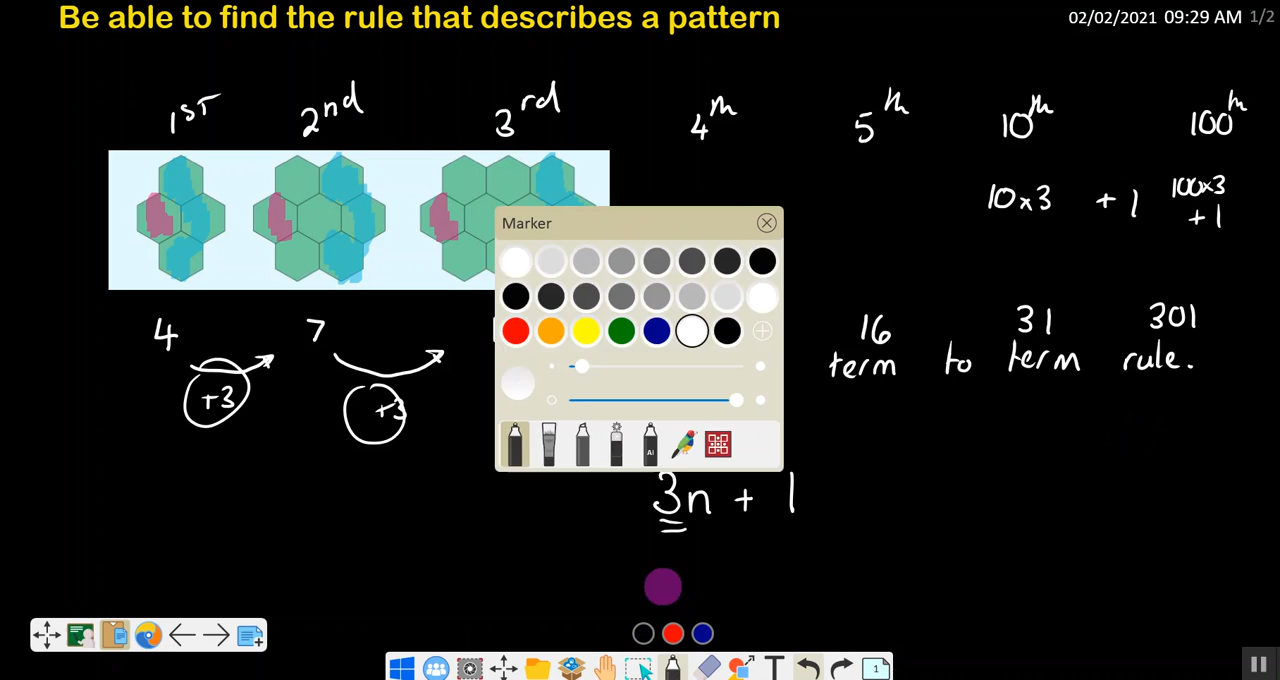 Be able to find the rule that describes a pattern
02/02/2021 09:29 AM 1/2
1ST 2nd 3rd 4th 5th 10th 100th
10×3 + 1 100×3
+ 1
Marker
4 7 16 31 301
term to term rule.
+3 +3
AI
3n + 1
1